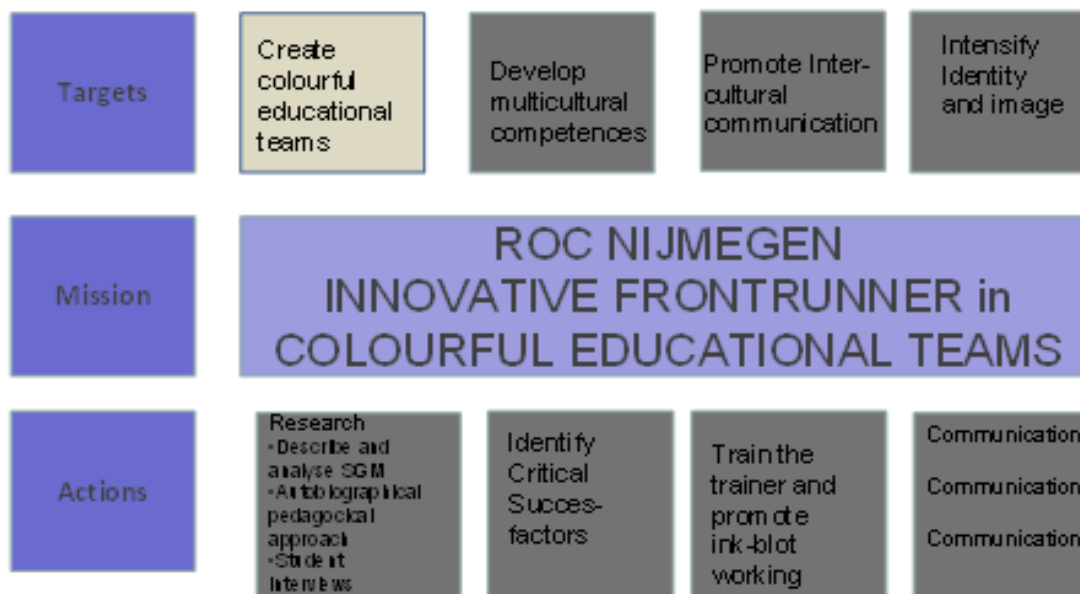 Targets
Create
colourful
educational
teams
Develop
multicultural
competences
Promote Inter-
cultural
communication
Intensify
Identity
and image
Mission
ROC NIJMEGEN
INNOVATIVE FRONTRUNNER in
COLOURFUL EDUCATIONAL TEAMS
Actions
Research
•Describe and
analyse SGM
•Autobiographical
pedagocical
approach
•Student
Interviews
Identify
Critical
Succes-
factors
Train the
trainer and
promote
ink-blot
working
Communication
Communication
Communication